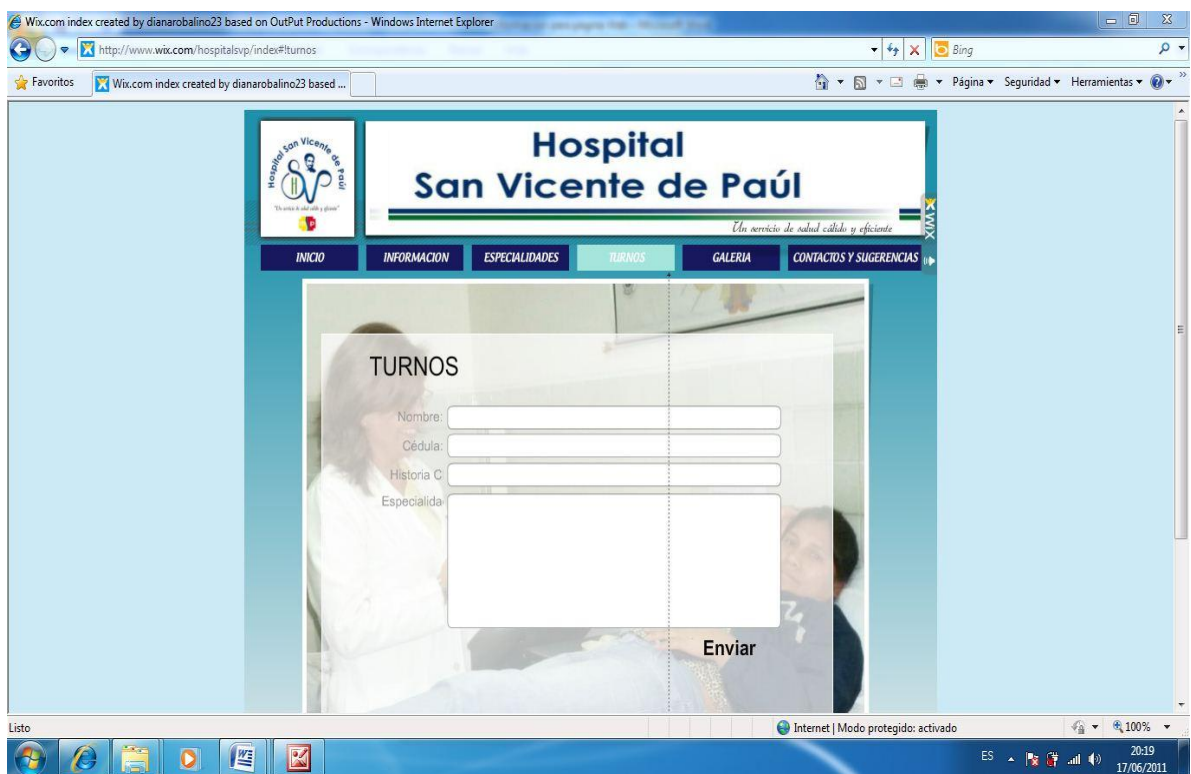 Wix.com index created by dianarobalino23 based on OutPut Productions - Windows Internet Explorer
http://www.wix.com/hospitalsvp/index#!turnos
Bing
Favoritos
Wix.com index created by dianarobalino23 based ...
Página
Seguridad
Herramientas
Hospital San Vicente de Paúl
Hospital
San Vicente de Paúl
Un servicio de salud cálido y eficiente
WiX
INICIO
INFORMACION
ESPECIALIDADES
TURNOS
GALERIA
CONTACTOS Y SUGERENCIAS
TURNOS
Nombre:
Cédula:
Historia C
Especialida
Enviar
Listo
Internet | Modo protegido: activado
100%
ES
20:19
17/06/2011